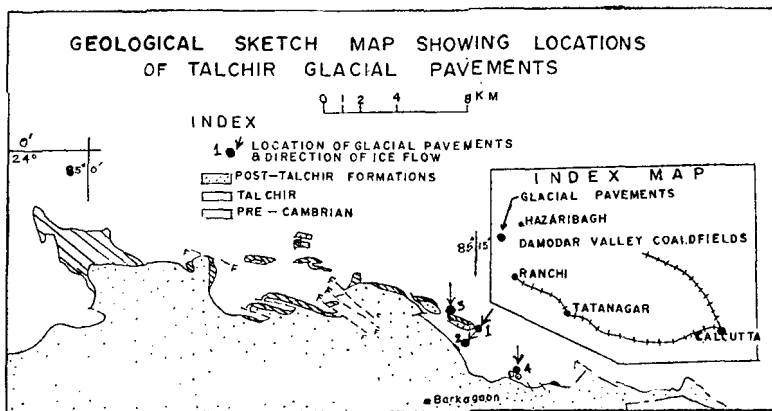 GEOLOGICAL SKETCH MAP SHOWING LOCATIONS
OF TALCHIR GLACIAL PAVEMENTS
0 1 2 4 8 KM
INDEX
1 LOCATION OF GLACIAL PAVEMENTS
& DIRECTION OF ICE FLOW
POST-TALCHIR FORMATIONS
TALCHIR
PRE-CAMBRIAN
0'
24°
85° 0'
85° 15'
INDEX MAP
GLACIAL PAVEMENTS
HAZARIBAGH
DAMODAR VALLEY COALDFIELDS
RANCHI
TATANAGAR
CALCUTTA
3
1
2
4
Barkagaon